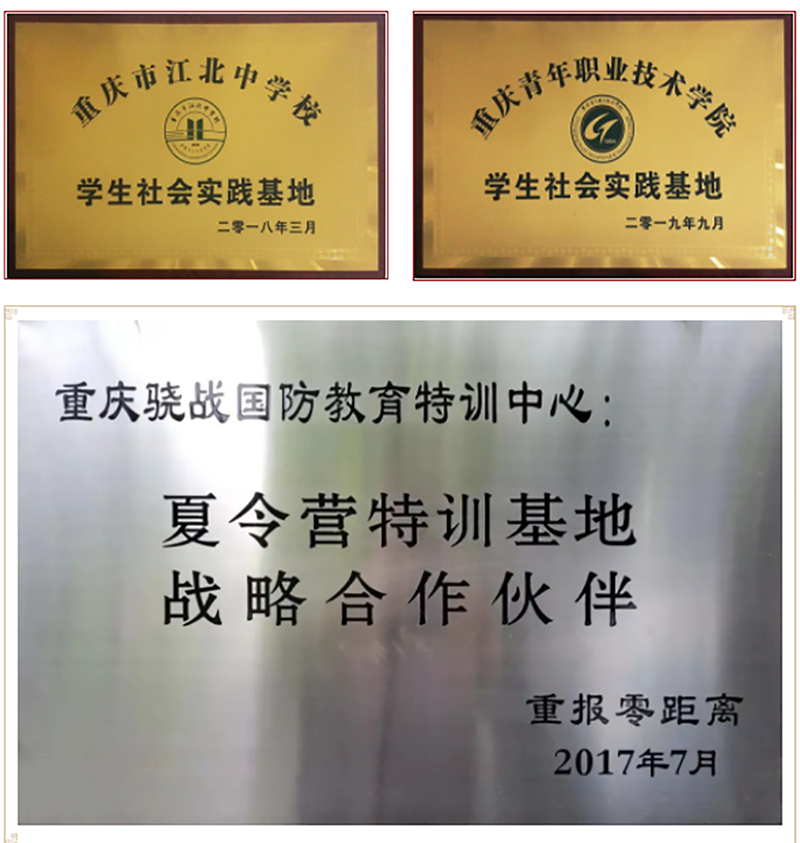 重庆市江北中学校
学生社会实践基地
二零一八年三月
重庆青年职业技术学院
学生社会实践基地
二零一九年九月
重庆骁战国防教育特训中心：
夏令营特训基地
战略合作伙伴
重报零距离
2017年7月